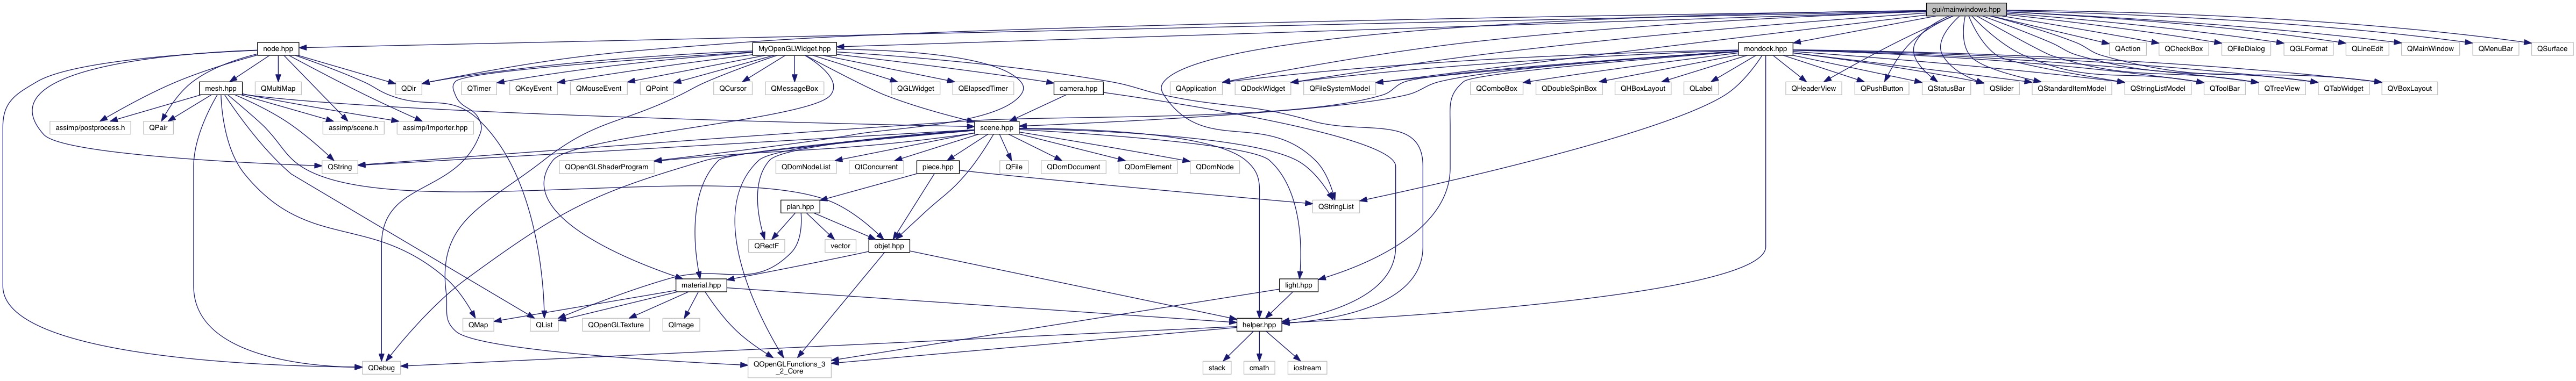 gui/mainwindows.hpp
node.hpp
MyOpenGLWidget.hpp
mondock.hpp
QAction
QCheckBox
QFileDialog
QGLFormat
QLineEdit
QMainWindow
QMenuBar
QSurface
mesh.hpp
QMultiMap
QDir
QTimer
QKeyEvent
QMouseEvent
QPoint
QCursor
QMessageBox
QGLWidget
QElapsedTimer
camera.hpp
QApplication
QDockWidget
QFileSystemModel
QComboBox
QDoubleSpinBox
QHBoxLayout
QLabel
QHeaderView
QPushButton
QStatusBar
QSlider
QStandardItemModel
QStringListModel
QToolBar
QTreeView
QTabWidget
QVBoxLayout
assimp/postprocess.h
QPair
assimp/scene.h
assimp/Importer.hpp
scene.hpp
QString
QOpenGLShaderProgram
QDomNodeList
QtConcurrent
piece.hpp
QFile
QDomDocument
QDomElement
QDomNode
plan.hpp
QStringList
QRectF
vector
objet.hpp
material.hpp
light.hpp
QMap
QList
QOpenGLTexture
QImage
helper.hpp
QDebug
QOpenGLFunctions_3
_2_Core
stack
cmath
iostream